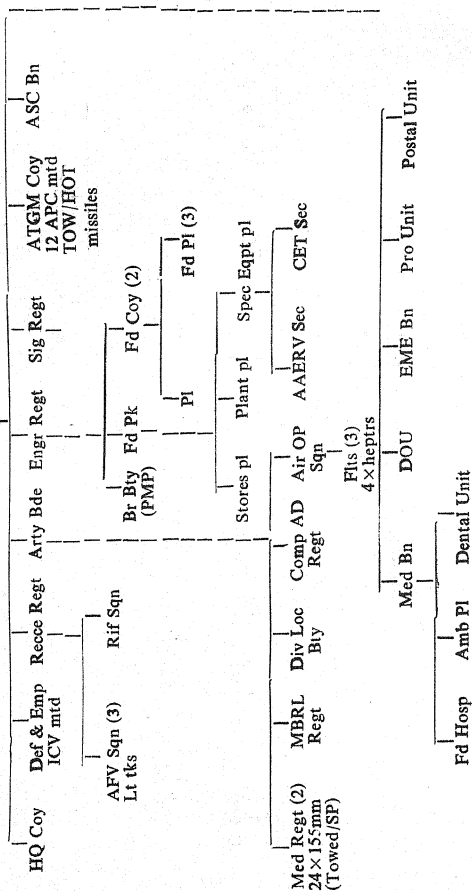 HQ Coy
Def & Emp
ICV mtd
Recce Regt
Arty Bde
Engr Regt
Sig Regt
ATGM Coy
12 APC mtd
TOW/HOT
missiles
ASC Bn
AFV Sqn (3)
Lt tks
Rif Sqn
Br Bty
(PMP)
Fd Pk
Fd Coy (2)
Pl
Fd Pl (3)
Stores pl
Plant pl
Spec Eqpt pl
AAERV Sec
CET Sec
Med Regt (2)
24×155mm
(Towed/SP)
MBRL
Regt
Div Loc
Bty
Comp AD
Regt
Air OP
Sqn
Flts (3)
4×heptrs
Med Bn
DOU
EME Bn
Pro Unit
Postal Unit
Fd Hosp
Amb Pl
Dental Unit